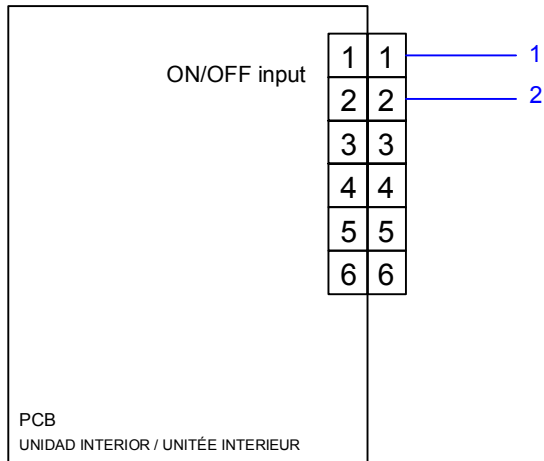 1 1 1
ON/OFF input
2 2 2
3 3
4 4
5 5
6 6
PCB
UNIDAD INTERIOR / UNITÉE INTERIEUR